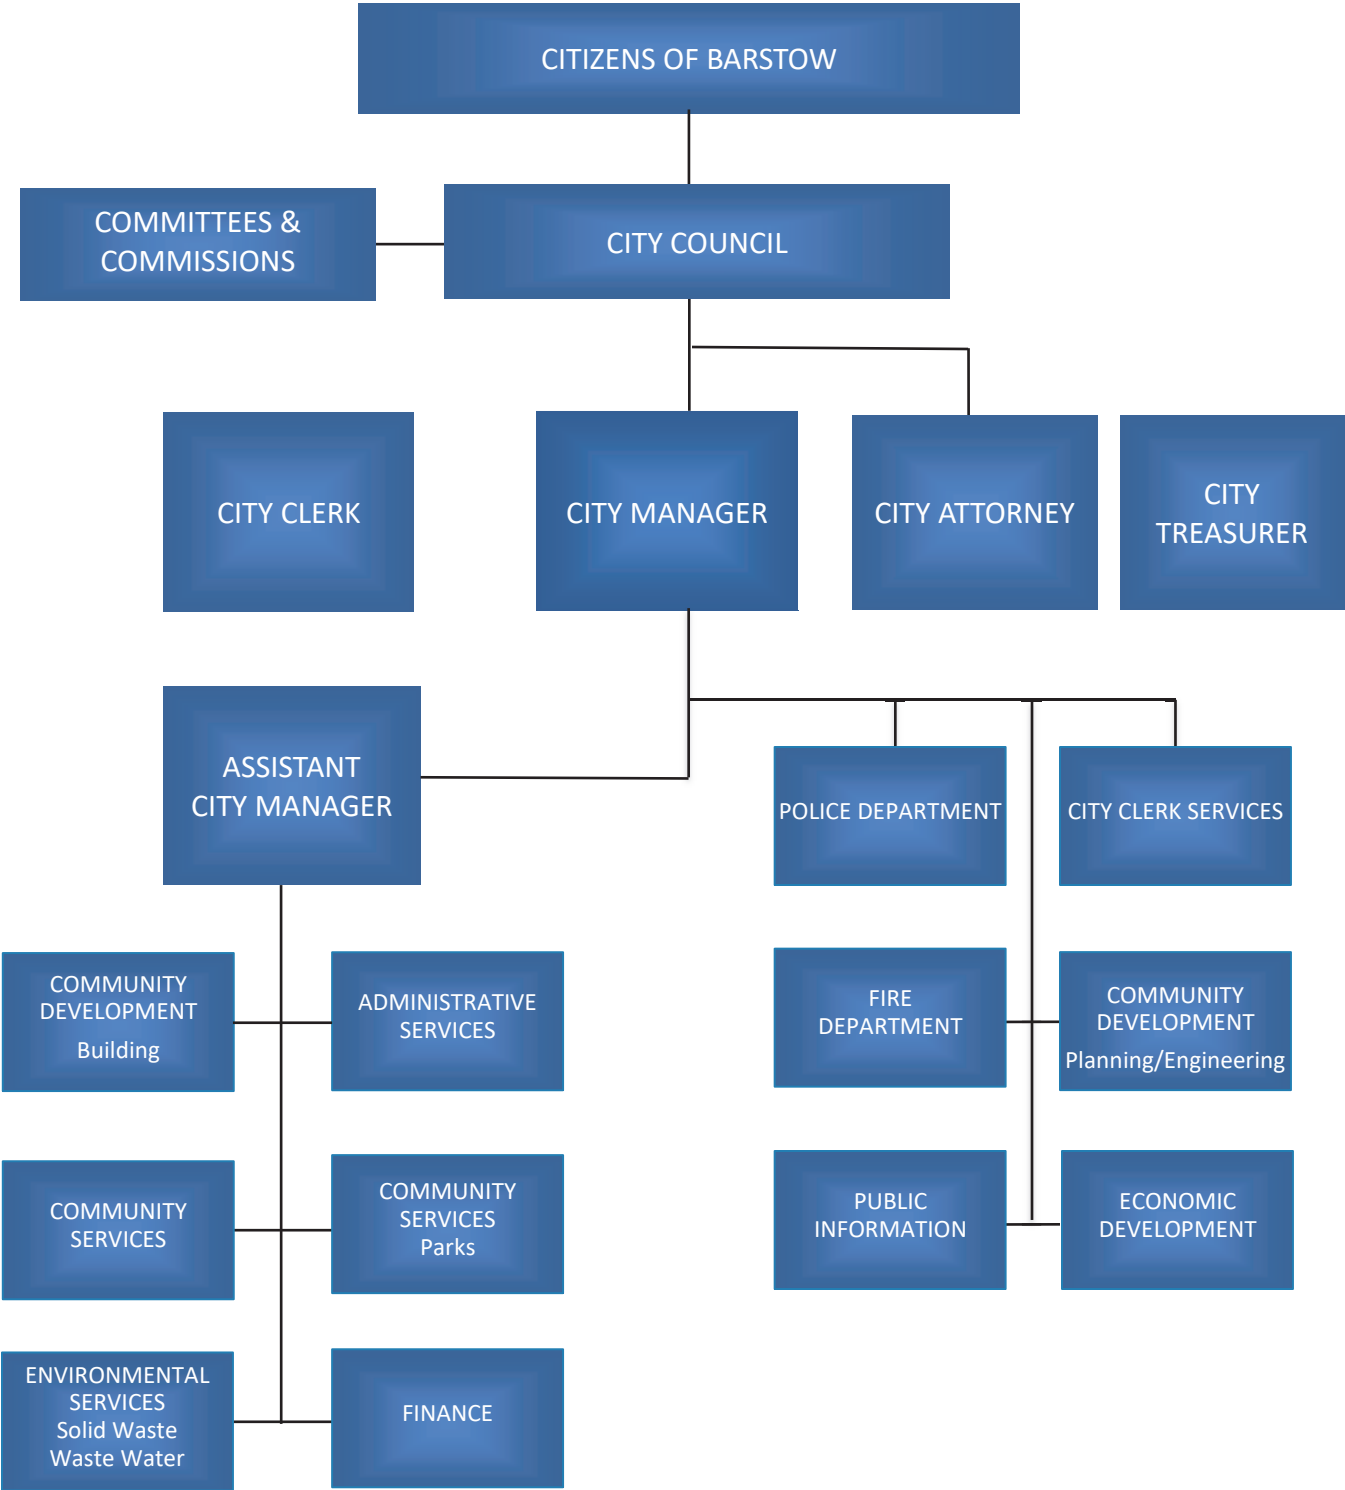 CITIZENS OF BARSTOW
COMMITTEES &
COMMISSIONS
CITY COUNCIL
CITY CLERK
CITY MANAGER
CITY ATTORNEY
CITY
TREASURER
ASSISTANT
CITY MANAGER
POLICE DEPARTMENT
CITY CLERK SERVICES
COMMUNITY
DEVELOPMENT
Building
ADMINISTRATIVE
SERVICES
FIRE
DEPARTMENT
COMMUNITY
DEVELOPMENT
Planning/Engineering
COMMUNITY
SERVICES
COMMUNITY
SERVICES
Parks
PUBLIC
INFORMATION
ECONOMIC
DEVELOPMENT
ENVIRONMENTAL
SERVICES
Solid Waste
Waste Water
FINANCE